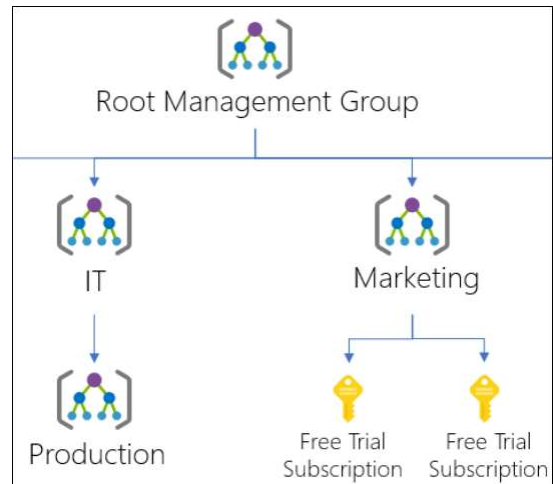 Root Management Group
IT
Marketing
Production
Free Trial
Subscription
Free Trial
Subscription